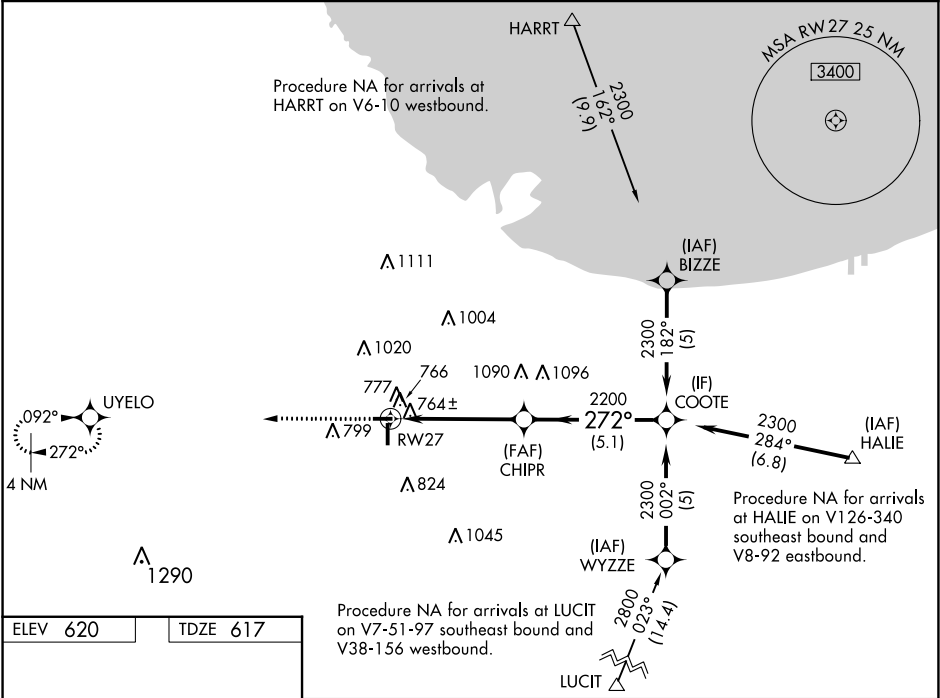 HARRT
MSA RW27 25 NM
3400
Procedure NA for arrivals at
HARRT on V6-10 westbound.
2300
162°
(9.9)
(IAF)
BIZZE
1111
1004
1020
2300
182°
(5)
766
1090
1096
777
(IF)
COOTE
2200
UYELO
092°
764±
272°
2300
284°
(6.8)
(IAF)
HALIE
799
RW27
(FAF)
CHIPR
(5.1)
272°
4 NM
824
2300
002°
(5)
Procedure NA for arrivals
at HALIE on V126-340
southeast bound and
V8-92 eastbound.
1045
(IAF)
WYZZE
1290
Procedure NA for arrivals at LUCIT
on V7-51-97 southeast bound and
V38-156 westbound.
2800
023°
(14.4)
ELEV 620
TDZE 617
LUCIT